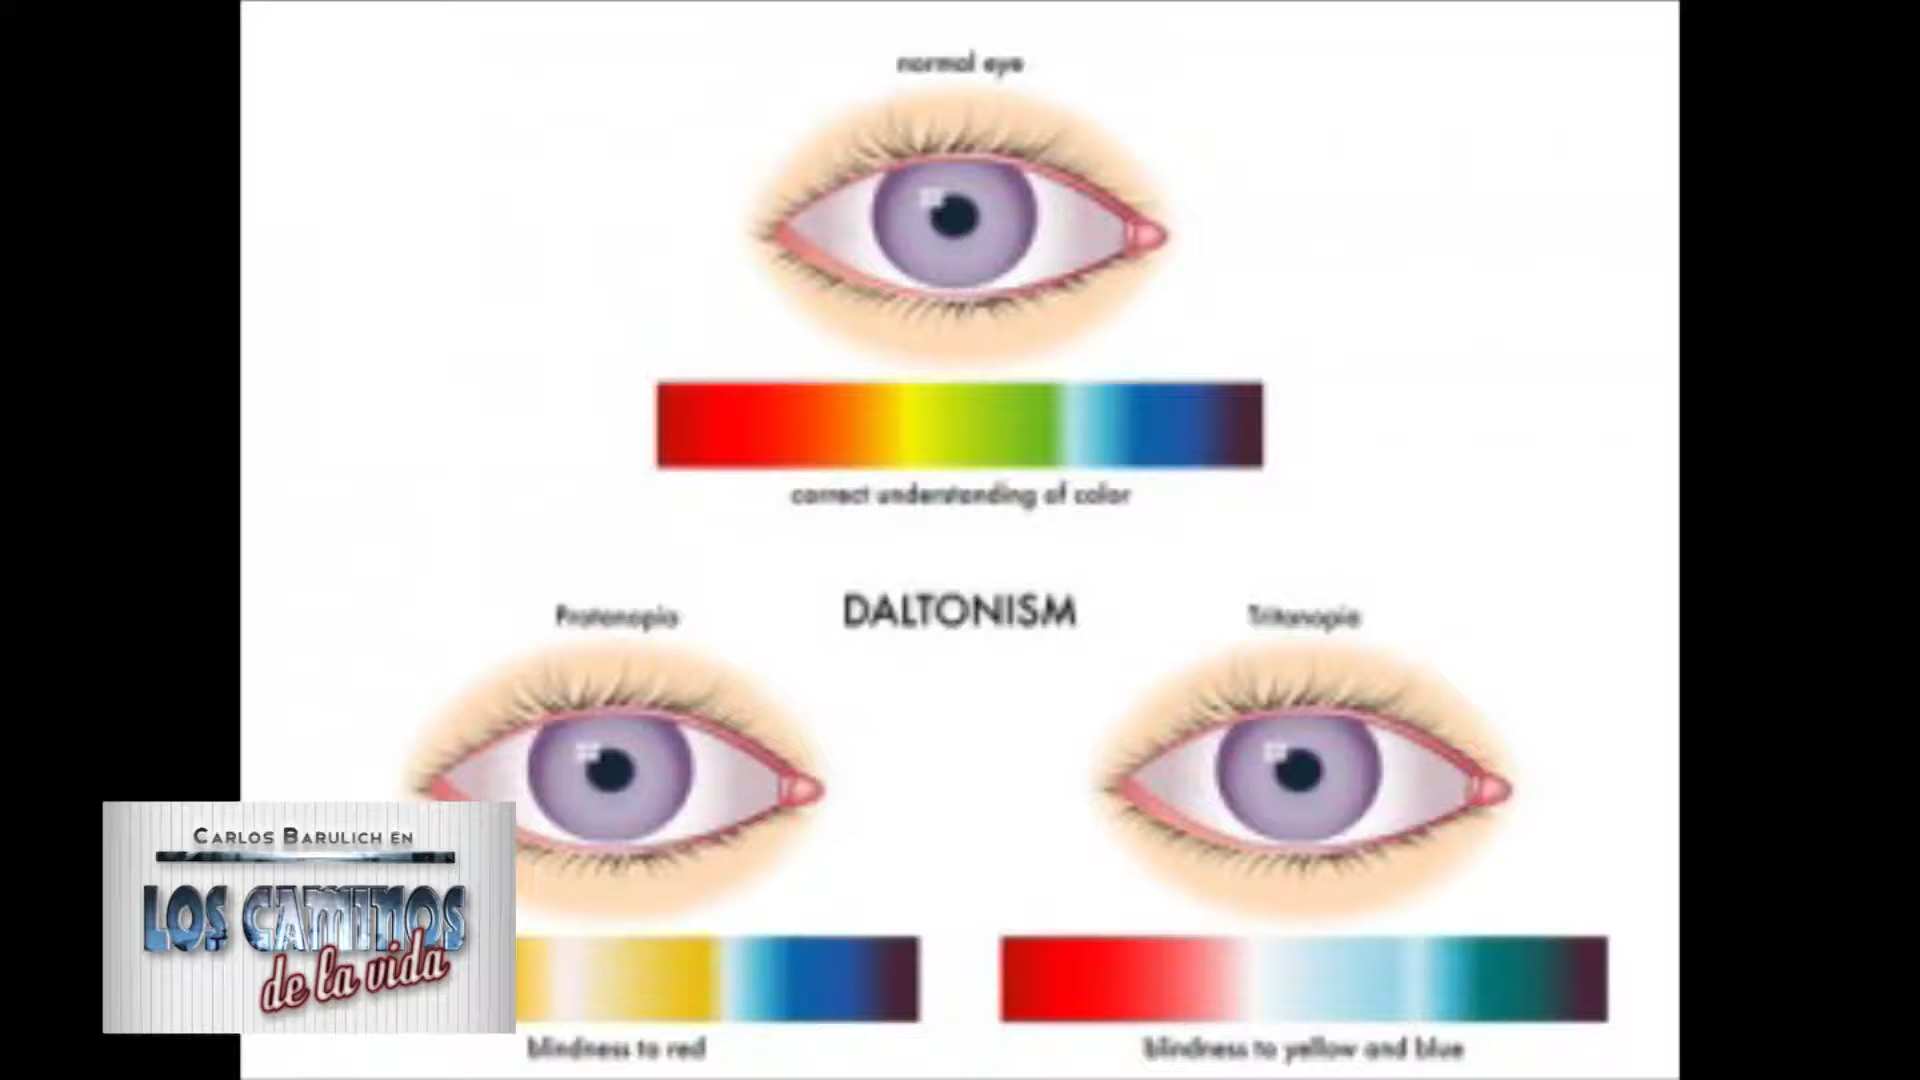 normal eye
correct understanding of color
DALTONISM
Protanopia
Tritanopia
CARLOS BARULICH EN
LOS CAMINOS
de la vida
blindness to red
blindness to yellow and blue